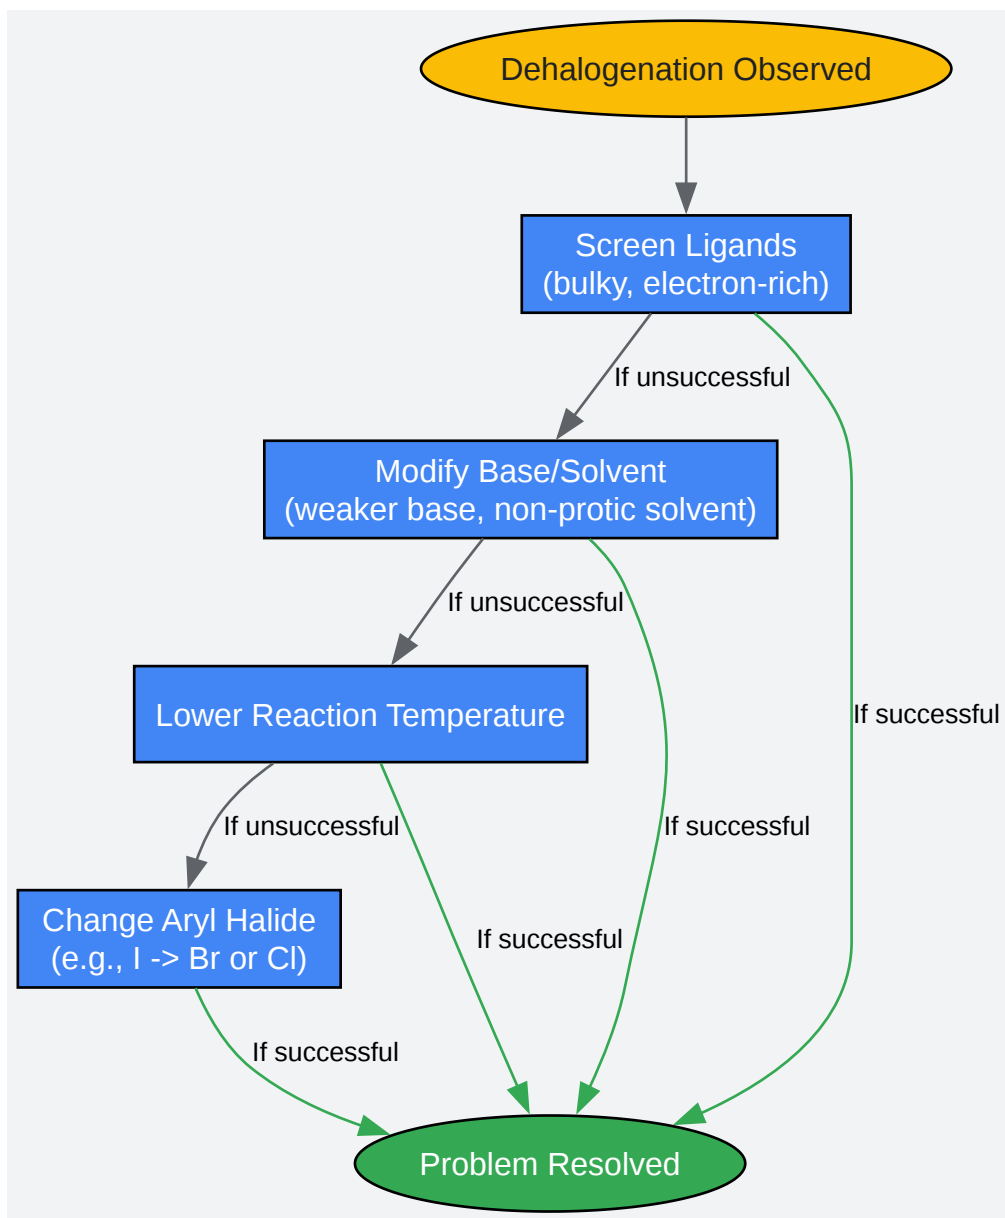 Dehalogenation Observed
Screen Ligands
(bulky, electron-rich)
If unsuccessful
Modify Base/Solvent
(weaker base, non-protic solvent)
If unsuccessful
Lower Reaction Temperature
If successful
If unsuccessful
If successful
Change Aryl Halide
(e.g., I -> Br or Cl)
If successful
If successful
Problem Resolved